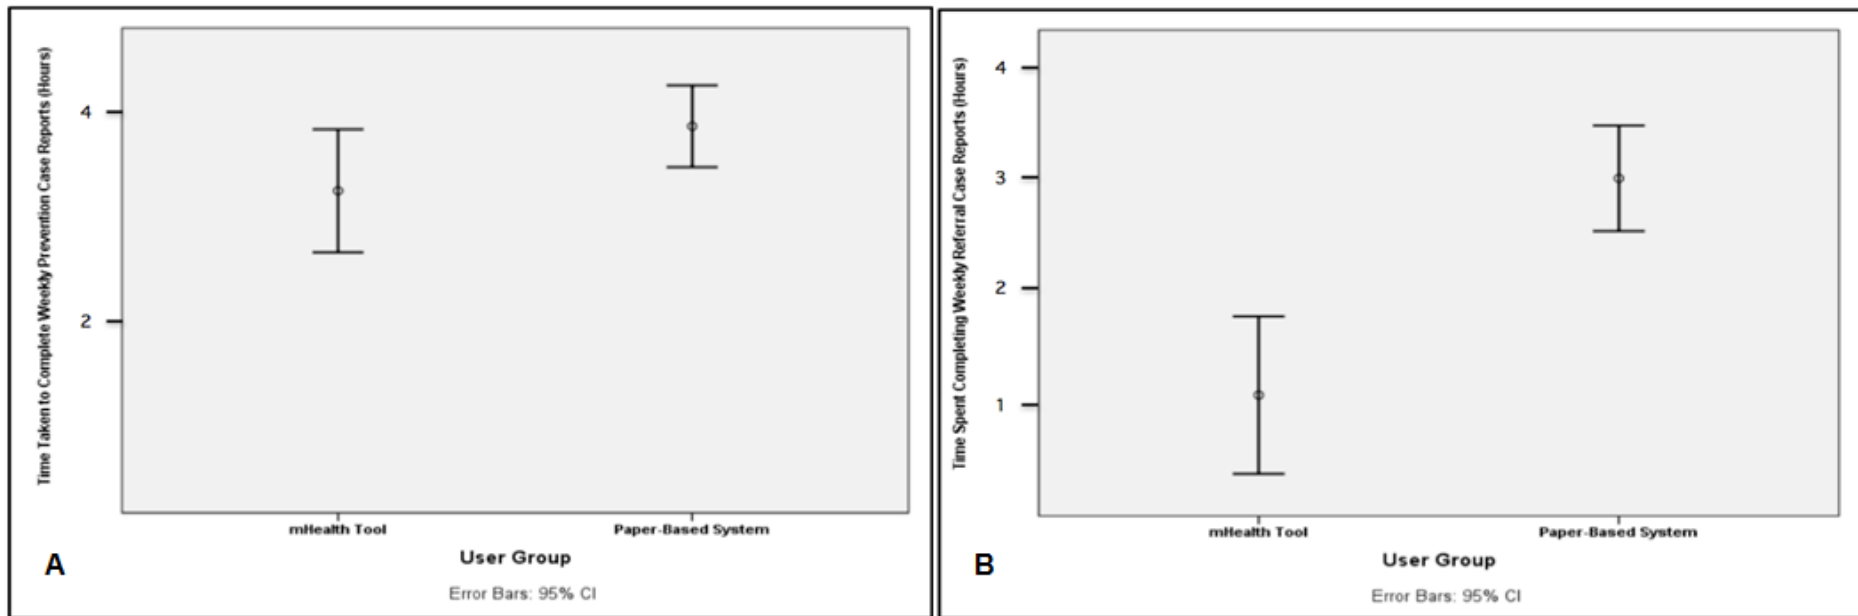 Time Taken to Complete Weekly Prevention Case Reports (Hours)
4
2
mHealth Tool
Paper-Based System
User Group
Error Bars: 95% CI
A
Time Spent Completing Weekly Referral Case Reports (Hours)
4
3
2
1
mHealth Tool
Paper-Based System
User Group
Error Bars: 95% CI
B